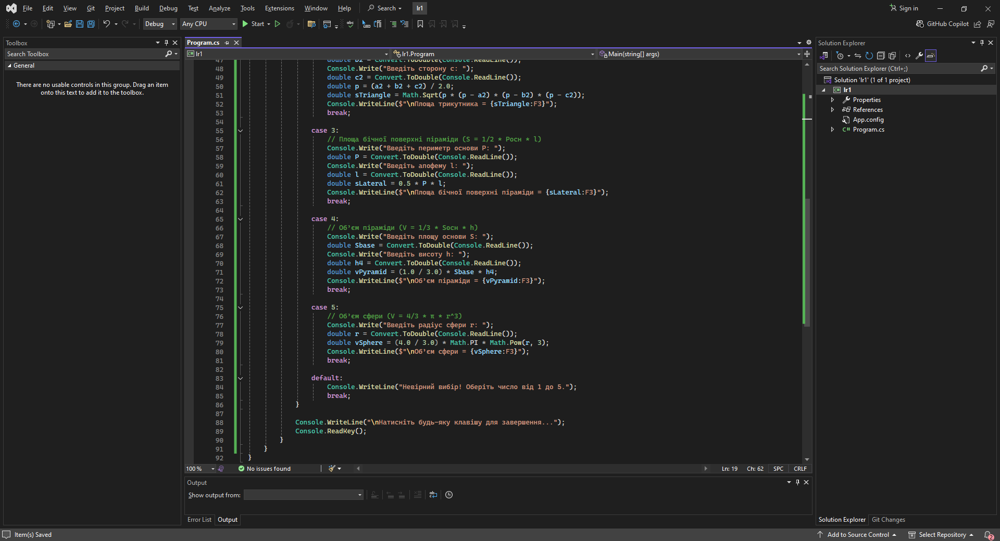 File Edit View Git Project Build Debug Test Analyze Tools Extensions Window Help Search lr1 Sign in
Debug Any CPU Start GitHub Copilot
Toolbox
Search Toolbox
General
There are no usable controls in this group. Drag an item
onto this text to add it to the toolbox.
Program.cs
lr1 lr1.Program Main(string[] args)
47 double b2 = Convert.ToDouble(Console.ReadLine());
48 Console.Write("Введіть сторону c: ");
49 double c2 = Convert.ToDouble(Console.ReadLine());
50 double p = (a2 + b2 + c2) / 2.0;
51 double sTriangle = Math.Sqrt(p * (p - a2) * (p - b2) * (p - c2));
52 Console.WriteLine($"\nПлоща трикутника = {sTriangle:F3}");
53 break;
54
55 case 3:
56 // Площа бічної поверхні піраміди (S = 1/2 * Pосн * l)
57 Console.Write("Введіть периметр основи P: ");
58 double P = Convert.ToDouble(Console.ReadLine());
59 Console.Write("Введіть апофему l: ");
60 double l = Convert.ToDouble(Console.ReadLine());
61 double sLateral = 0.5 * P * l;
62 Console.WriteLine($"\nПлоща бічної поверхні піраміди = {sLateral:F3}");
63 break;
64
65 case 4:
66 // Об’єм піраміди (V = 1/3 * Sосн * h)
67 Console.Write("Введіть площу основи S: ");
68 double Sbase = Convert.ToDouble(Console.ReadLine());
69 Console.Write("Введіть висоту h: ");
70 double h4 = Convert.ToDouble(Console.ReadLine());
71 double vPyramid = (1.0 / 3.0) * Sbase * h4;
72 Console.WriteLine($"\nОб’єм піраміди = {vPyramid:F3}");
73 break;
74
75 case 5:
76 // Об’єм сфери (V = 4/3 * π * r^3)
77 Console.Write("Введіть радіус сфери r: ");
78 double r = Convert.ToDouble(Console.ReadLine());
79 double vSphere = (4.0 / 3.0) * Math.PI * Math.Pow(r, 3);
80 Console.WriteLine($"\nОб’єм сфери = {vSphere:F3}");
81 break;
82
83 default:
84 Console.WriteLine("Невірний вибір! Оберіть число від 1 до 5.");
85 break;
86 }
87
88 Console.WriteLine("\nНатисніть будь-яку клавішу для завершення...");
89 Console.ReadKey();
90 }
91 }
92 }
100 % No issues found Ln: 19 Ch: 62 SPC CRLF
Output
Show output from:
Error List Output
Solution Explorer
Search Solution Explorer (Ctrl+;)
Solution 'lr1' (1 of 1 project)
lr1
Properties
References
App.config
C# Program.cs
Solution Explorer Git Changes
Item(s) Saved Add to Source Control Select Repository 2